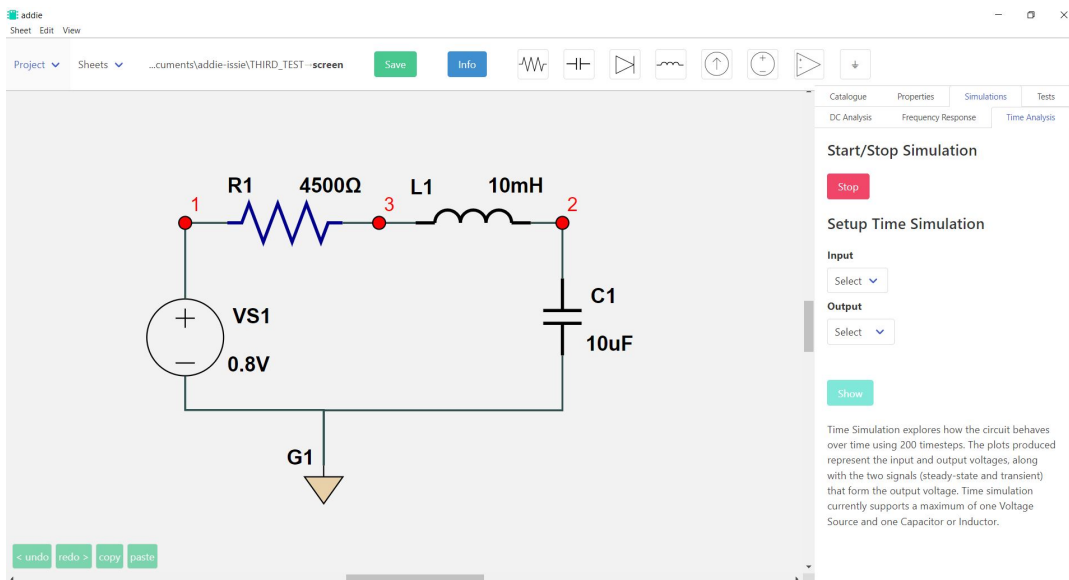 addie
Sheet Edit View
Project Sheets ...cuments\addie-issie\THIRD_TEST→screen Save Info
Catalogue Properties Simulations Tests
DC Analysis Frequency Response Time Analysis
Start/Stop Simulation
Stop
Setup Time Simulation
Input
Select
Output
Select
Show
Time Simulation explores how the circuit behaves
over time using 200 timesteps. The plots produced
represent the input and output voltages, along
with the two signals (steady-state and transient)
that form the output voltage. Time simulation
currently supports a maximum of one Voltage
Source and one Capacitor or Inductor.
R1 4500Ω L1 10mH
1 3 2
VS1
0.8V
C1
10uF
G1
< undo redo > copy paste